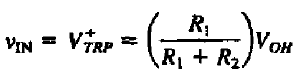 v_IN = V^+_TRP = (R_1 / (R_1 + R_2)) V_OH